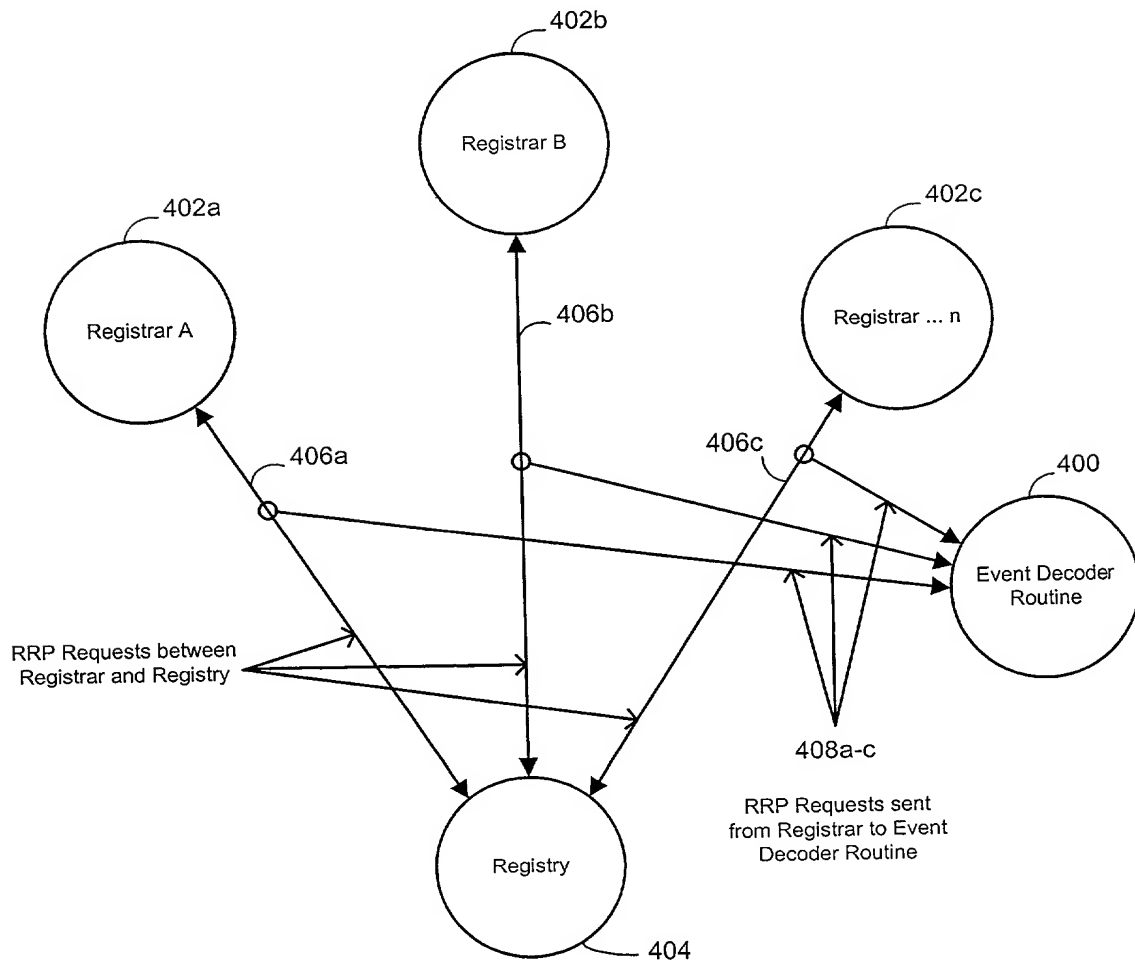 402b
Registrar B
402a
402c
Registrar A
Registrar ... n
406b
406a
406c
400
Event Decoder
Routine
RRP Requests between
Registrar and Registry
408a-c
RRP Requests sent
from Registrar to Event
Decoder Routine
Registry
404